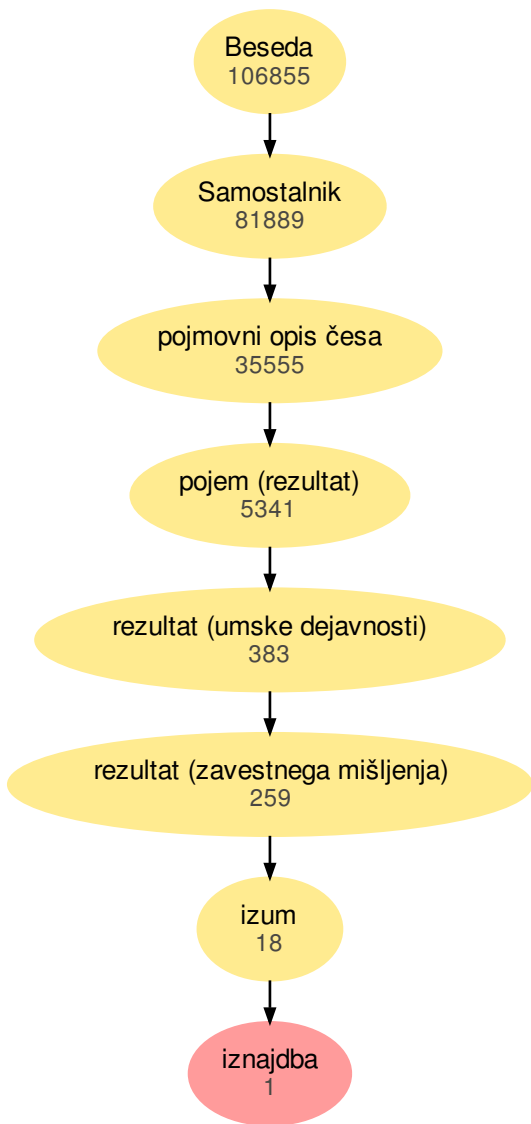 Beseda
106855
Samostalnik
81889
pojmovni opis česa
35555
pojem (rezultat)
5341
rezultat (umske dejavnosti)
383
rezultat (zavestnega mišljenja)
259
izum
18
iznajdba
1